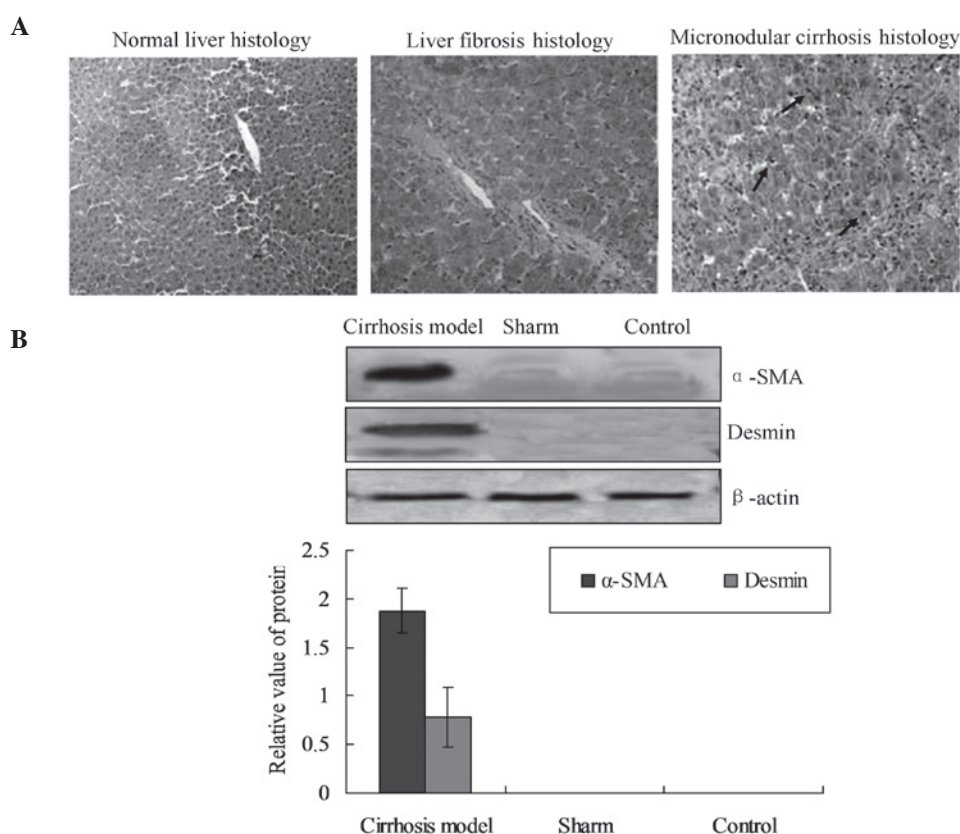 A
Normal liver histology
Liver fibrosis histology
Micronodular cirrhosis histology
B
Cirrhosis model Sharm Control
α-SMA
Desmin
β-actin
Relative value of protein
2.5
2
1.5
1
0.5
0
α-SMA Desmin
Cirrhosis model Sharm Control